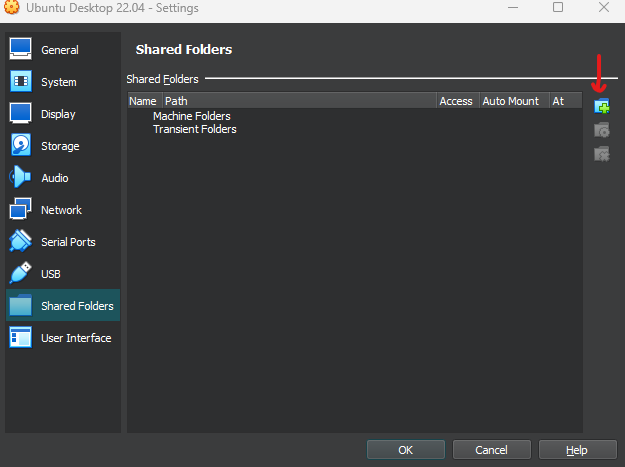 Ubuntu Desktop 22.04 - Settings
General
System
Display
Storage
Audio
Network
Serial Ports
USB
Shared Folders
User Interface
Shared Folders
Shared Folders
Name Path Access Auto Mount At
Machine Folders
Transient Folders
OK Cancel Help